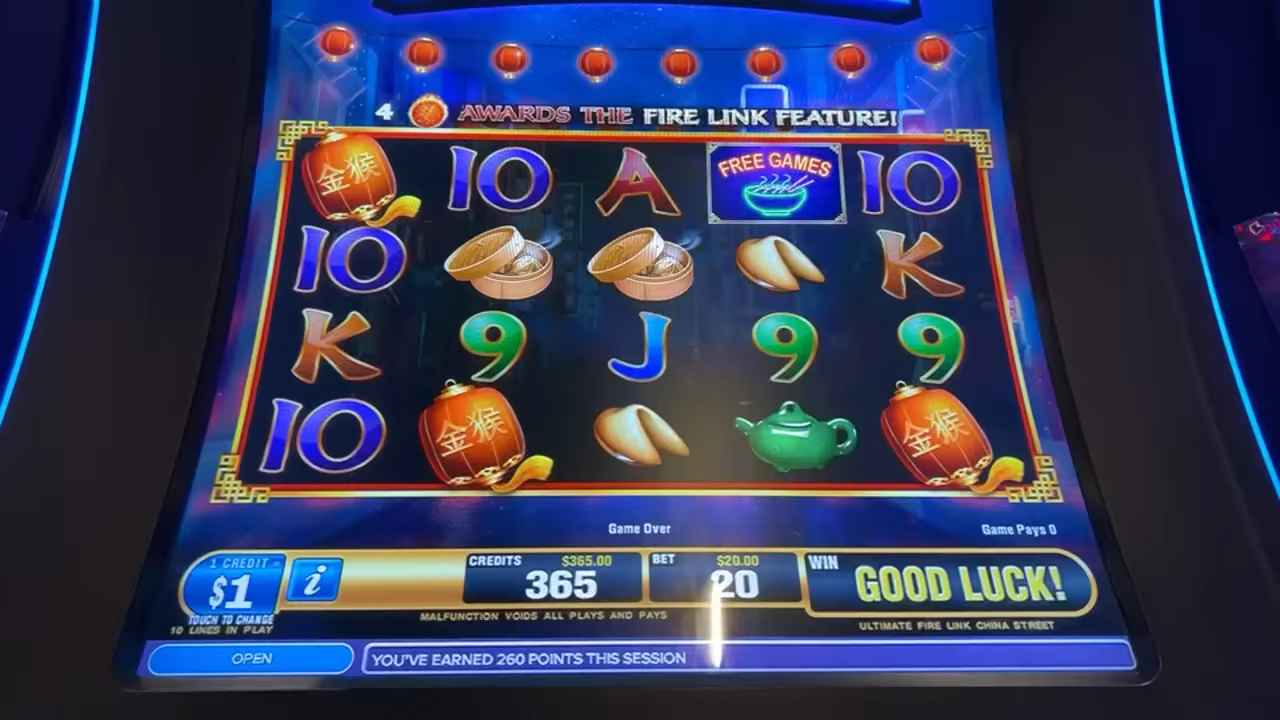 4 AWARDS THE FIRE LINK FEATURE!
金猴 10 A FREE GAMES 10
10 K
K 9 J 9 9
10 金猴 金猴
Game Over
Game Pays 0
1 CREDIT =
$1
TOUCH TO CHANGE
10 LINES IN PLAY
i
CREDITS $365.00
365
BET $20.00
20
WIN
GOOD LUCK!
MALFUNCTION VOIDS ALL PLAYS AND PAYS
ULTIMATE FIRE LINK CHINA STREET
OPEN
YOU'VE EARNED 260 POINTS THIS SESSION